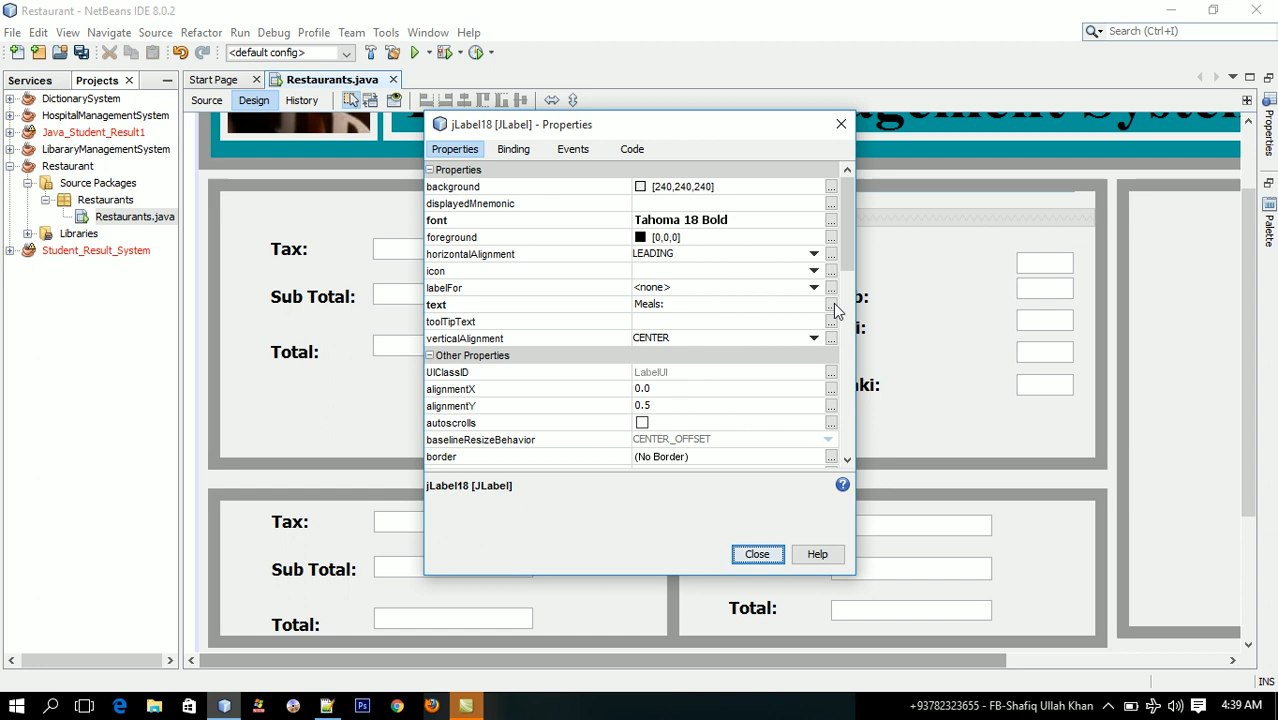 Restaurant - NetBeans IDE 8.0.2
File Edit View Navigate Source Refactor Run Debug Profile Team Tools Window Help
Search (Ctrl+I)
<default config>
Services Projects
Start Page Restaurants.java
Source Design History
DictionarySystem
HospitalManagementSystem
Java_Student_Result1
LibararyManagementSystem
Restaurant
Source Packages
Restaurants
Restaurants.java
Libraries
Student_Result_System
Tax:
Sub Total:
Total:
Tax:
Sub Total:
Total:
Total:
jLabel18 [JLabel] - Properties
Properties Binding Events Code
Properties
background [240,240,240] ...
displayedMnemonic ...
font Tahoma 18 Bold ...
foreground [0,0,0] ...
horizontalAlignment LEADING ...
icon ...
labelFor <none> ...
text Meals: ...
toolTipText ...
verticalAlignment CENTER ...
Other Properties
UIClassID LabelUI ...
alignmentX 0.0 ...
alignmentY 0.5 ...
autoscrolls ...
baselineResizeBehavior CENTER_OFFSET
border (No Border) ...
jLabel18 [JLabel]
Close Help
Properties
Palette
INS
+93782323655 - FB-Shafiq Ullah Khan
4:39 AM